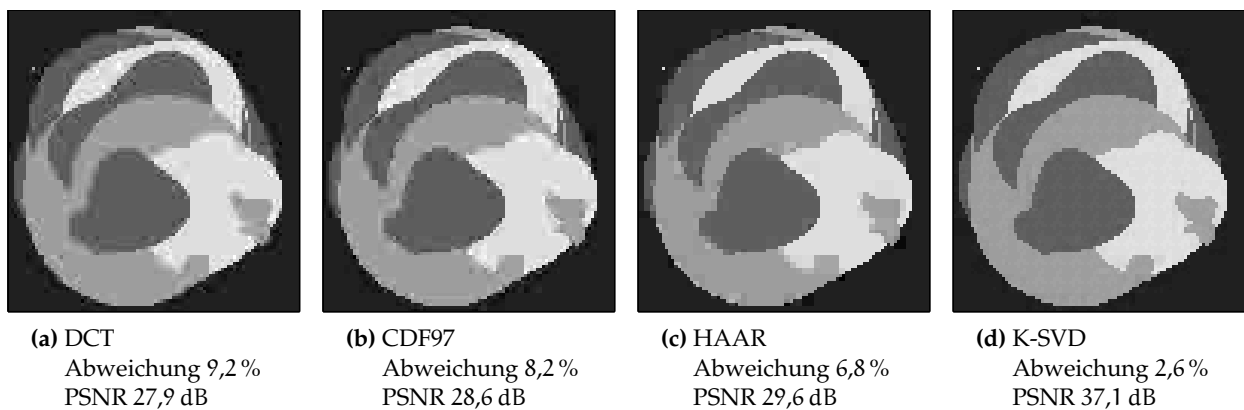 (a) DCT
Abweichung 9,2 %
PSNR 27,9 dB
(b) CDF97
Abweichung 8,2 %
PSNR 28,6 dB
(c) HAAR
Abweichung 6,8 %
PSNR 29,6 dB
(d) K-SVD
Abweichung 2,6 %
PSNR 37,1 dB